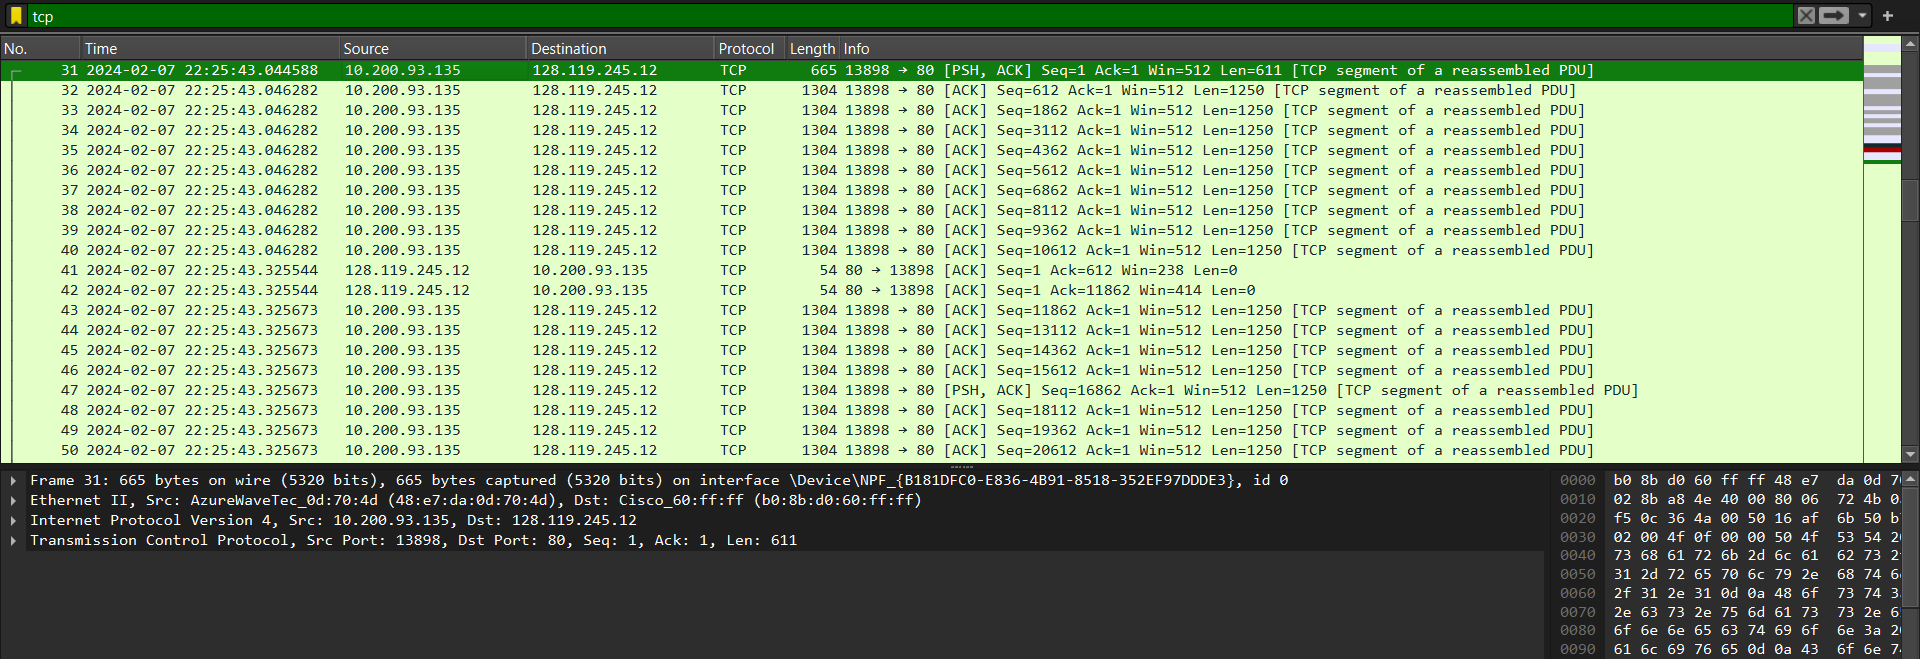 tcp
No. Time Source Destination Protocol Length Info
31 2024-02-07 22:25:43.044588 10.200.93.135 128.119.245.12 TCP 665 13898 → 80 [PSH, ACK] Seq=1 Ack=1 Win=512 Len=611 [TCP segment of a reassembled PDU]
32 2024-02-07 22:25:43.046282 10.200.93.135 128.119.245.12 TCP 1304 13898 → 80 [ACK] Seq=612 Ack=1 Win=512 Len=1250 [TCP segment of a reassembled PDU]
33 2024-02-07 22:25:43.046282 10.200.93.135 128.119.245.12 TCP 1304 13898 → 80 [ACK] Seq=1862 Ack=1 Win=512 Len=1250 [TCP segment of a reassembled PDU]
34 2024-02-07 22:25:43.046282 10.200.93.135 128.119.245.12 TCP 1304 13898 → 80 [ACK] Seq=3112 Ack=1 Win=512 Len=1250 [TCP segment of a reassembled PDU]
35 2024-02-07 22:25:43.046282 10.200.93.135 128.119.245.12 TCP 1304 13898 → 80 [ACK] Seq=4362 Ack=1 Win=512 Len=1250 [TCP segment of a reassembled PDU]
36 2024-02-07 22:25:43.046282 10.200.93.135 128.119.245.12 TCP 1304 13898 → 80 [ACK] Seq=5612 Ack=1 Win=512 Len=1250 [TCP segment of a reassembled PDU]
37 2024-02-07 22:25:43.046282 10.200.93.135 128.119.245.12 TCP 1304 13898 → 80 [ACK] Seq=6862 Ack=1 Win=512 Len=1250 [TCP segment of a reassembled PDU]
38 2024-02-07 22:25:43.046282 10.200.93.135 128.119.245.12 TCP 1304 13898 → 80 [ACK] Seq=8112 Ack=1 Win=512 Len=1250 [TCP segment of a reassembled PDU]
39 2024-02-07 22:25:43.046282 10.200.93.135 128.119.245.12 TCP 1304 13898 → 80 [ACK] Seq=9362 Ack=1 Win=512 Len=1250 [TCP segment of a reassembled PDU]
40 2024-02-07 22:25:43.046282 10.200.93.135 128.119.245.12 TCP 1304 13898 → 80 [ACK] Seq=10612 Ack=1 Win=512 Len=1250 [TCP segment of a reassembled PDU]
41 2024-02-07 22:25:43.325544 128.119.245.12 10.200.93.135 TCP 54 80 → 13898 [ACK] Seq=1 Ack=612 Win=238 Len=0
42 2024-02-07 22:25:43.325544 128.119.245.12 10.200.93.135 TCP 54 80 → 13898 [ACK] Seq=1 Ack=11862 Win=414 Len=0
43 2024-02-07 22:25:43.325673 10.200.93.135 128.119.245.12 TCP 1304 13898 → 80 [ACK] Seq=11862 Ack=1 Win=512 Len=1250 [TCP segment of a reassembled PDU]
44 2024-02-07 22:25:43.325673 10.200.93.135 128.119.245.12 TCP 1304 13898 → 80 [ACK] Seq=13112 Ack=1 Win=512 Len=1250 [TCP segment of a reassembled PDU]
45 2024-02-07 22:25:43.325673 10.200.93.135 128.119.245.12 TCP 1304 13898 → 80 [ACK] Seq=14362 Ack=1 Win=512 Len=1250 [TCP segment of a reassembled PDU]
46 2024-02-07 22:25:43.325673 10.200.93.135 128.119.245.12 TCP 1304 13898 → 80 [ACK] Seq=15612 Ack=1 Win=512 Len=1250 [TCP segment of a reassembled PDU]
47 2024-02-07 22:25:43.325673 10.200.93.135 128.119.245.12 TCP 1304 13898 → 80 [PSH, ACK] Seq=16862 Ack=1 Win=512 Len=1250 [TCP segment of a reassembled PDU]
48 2024-02-07 22:25:43.325673 10.200.93.135 128.119.245.12 TCP 1304 13898 → 80 [ACK] Seq=18112 Ack=1 Win=512 Len=1250 [TCP segment of a reassembled PDU]
49 2024-02-07 22:25:43.325673 10.200.93.135 128.119.245.12 TCP 1304 13898 → 80 [ACK] Seq=19362 Ack=1 Win=512 Len=1250 [TCP segment of a reassembled PDU]
50 2024-02-07 22:25:43.325673 10.200.93.135 128.119.245.12 TCP 1304 13898 → 80 [ACK] Seq=20612 Ack=1 Win=512 Len=1250 [TCP segment of a reassembled PDU]
Frame 31: 665 bytes on wire (5320 bits), 665 bytes captured (5320 bits) on interface \Device\NPF_{B181DFC0-E836-4B91-8518-352EF97DDDE3}, id 0
Ethernet II, Src: AzureWaveTec_0d:70:4d (48:e7:da:0d:70:4d), Dst: Cisco_60:ff:ff (b0:8b:d0:60:ff:ff)
Internet Protocol Version 4, Src: 10.200.93.135, Dst: 128.119.245.12
Transmission Control Protocol, Src Port: 13898, Dst Port: 80, Seq: 1, Ack: 1, Len: 611
0000 b0 8b d0 60 ff ff 48 e7 da 0d
0010 02 8b a8 4e 40 00 80 06 72 4b
0020 f5 0c 36 4a 00 50 16 af 6b 50
0030 02 00 4f 0f 00 00 50 4f 53 54
0040 73 68 61 72 6b 2d 6c 61 62 73
0050 31 2d 72 65 70 6c 79 2e 68 74
0060 2f 31 2e 31 0d 0a 48 6f 73 74
0070 2e 63 73 2e 75 6d 61 73 73 2e
0080 6f 6e 6e 65 63 74 69 6f 6e 3a
0090 61 6c 69 76 65 0d 0a 43 6f 6e